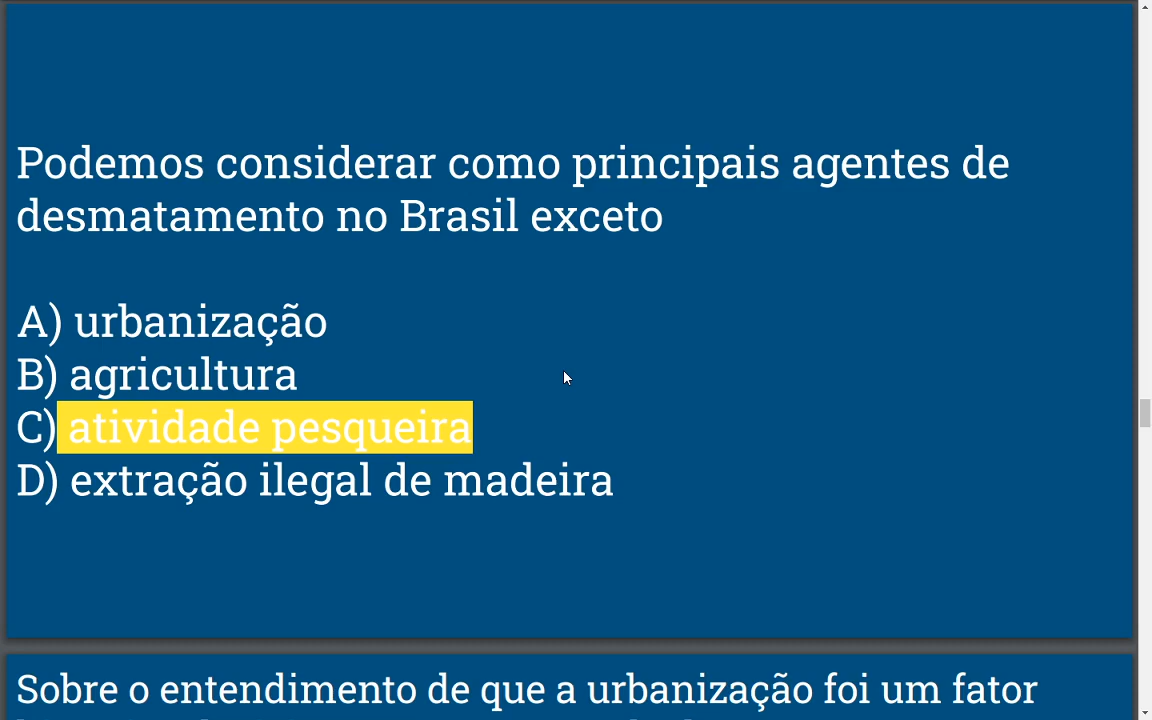 Podemos considerar como principais agentes de
desmatamento no Brasil exceto
A) urbanização
B) agricultura
C) atividade pesqueira
D) extração ilegal de madeira
Sobre o entendimento de que a urbanização foi um fator